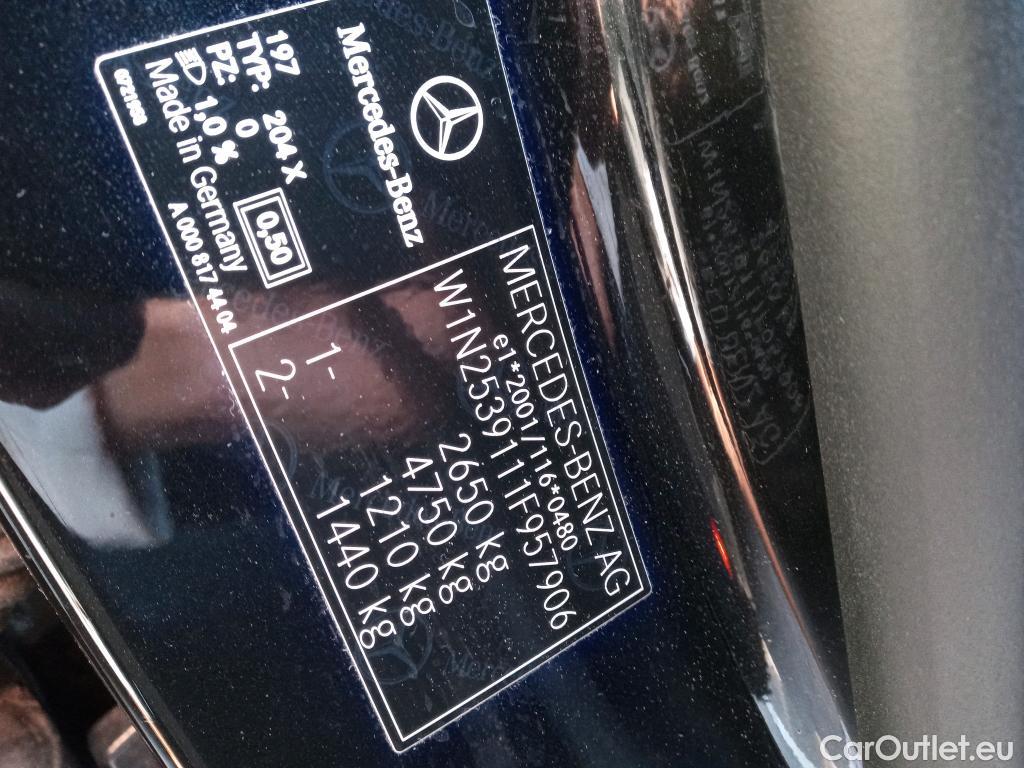 Mercedes-Benz
MERCEDES-BENZ AG
e1*2001/116*0480
W1N2539111F957906
2650 kg
4750 kg
1- 1210 kg
2- 1440 kg
197
TYP: 204 X
PZ: 0
1,0 %
0,50
Made in Germany
A 000 817 44 04
CarOutlet.eu